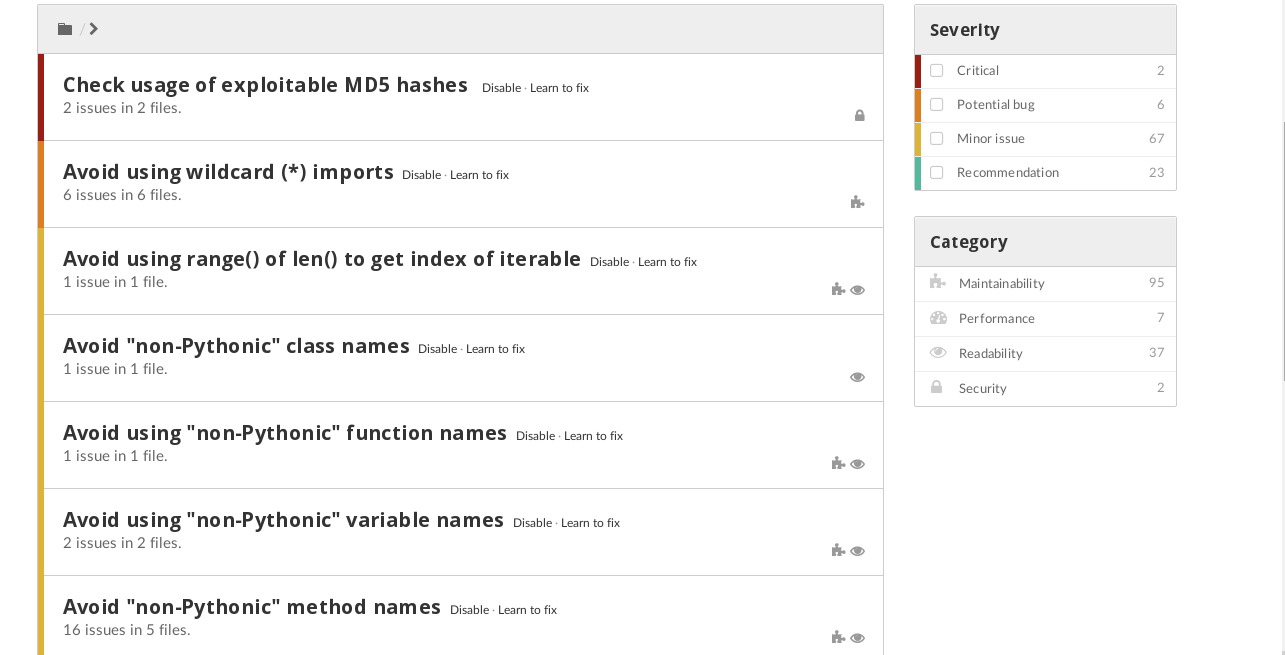 /
Check usage of exploitable MD5 hashes Disable · Learn to fix
2 issues in 2 files.
Avoid using wildcard (*) imports Disable · Learn to fix
6 issues in 6 files.
Avoid using range() of len() to get index of iterable Disable · Learn to fix
1 issue in 1 file.
Avoid "non-Pythonic" class names Disable · Learn to fix
1 issue in 1 file.
Avoid using "non-Pythonic" function names Disable · Learn to fix
1 issue in 1 file.
Avoid using "non-Pythonic" variable names Disable · Learn to fix
2 issues in 2 files.
Avoid "non-Pythonic" method names Disable · Learn to fix
16 issues in 5 files.
Severity
Critical 2
Potential bug 6
Minor issue 67
Recommendation 23
Category
Maintainability 95
Performance 7
Readability 37
Security 2